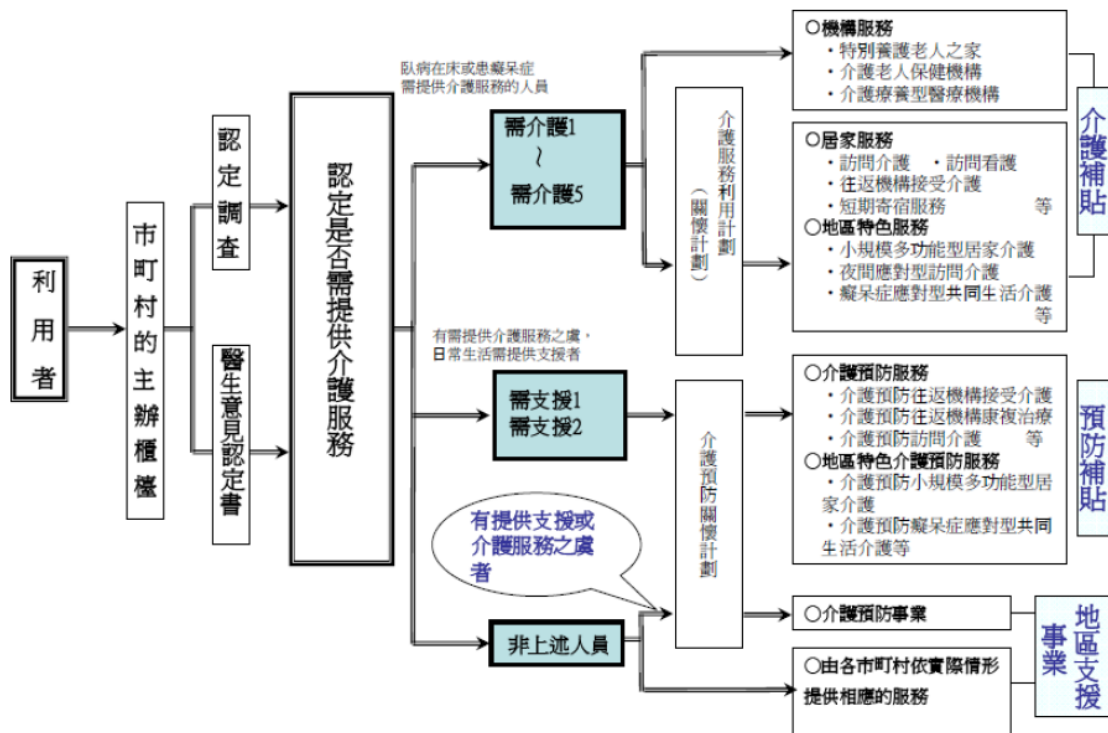 利用者
市町村的主辦櫃檯
認定調查
醫生意見認定書
認定是否需提供介護服務
臥病在床或患癡呆症
需提供介護服務的人員
需介護1
～
需介護5
有需提供介護服務之虞，
日常生活需提供支援者
需支援1
需支援2
有提供支援或
介護服務之虞
者
非上述人員
介護服務利用計劃
（關懷計劃）
介護預防關懷計劃
○機構服務
・特別養護老人之家
・介護老人保健機構
・介護療養型醫療機構
○居家服務
・訪問介護 ・訪問看護
・往返機構接受介護
・短期寄宿服務 等
○地區特色服務
・小規模多功能型居家介護
・夜間應對型訪問介護
・癡呆症應對型共同生活介護
等
介護補貼
○介護預防服務
・介護預防往返機構接受介護
・介護預防往返機構康複治療
・介護預防訪問介護 等
○地區特色介護預防服務
・介護預防小規模多功能型居
家介護
・介護預防癡呆症應對型共同
生活介護等
預防補貼
○介護預防事業
○由各市町村依實際情形
提供相應的服務
地區支援
事業